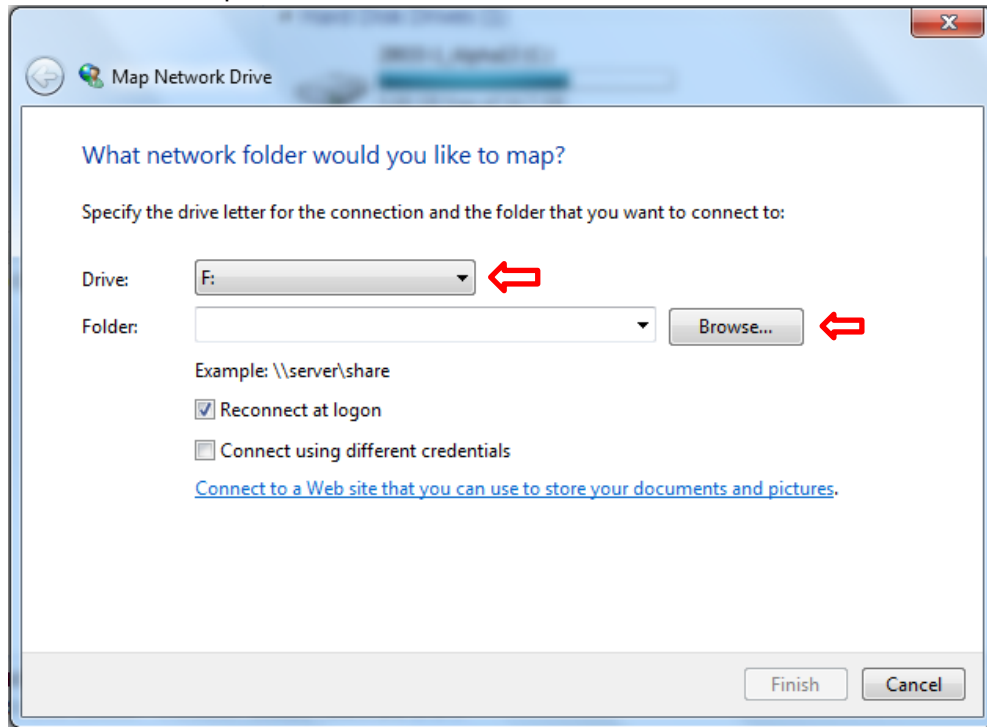 Map Network Drive
What network folder would you like to map?
Specify the drive letter for the connection and the folder that you want to connect to:
Drive: F:
Folder: Browse...
Example: \\server\share
Reconnect at logon
Connect using different credentials
Connect to a Web site that you can use to store your documents and pictures.
Finish Cancel